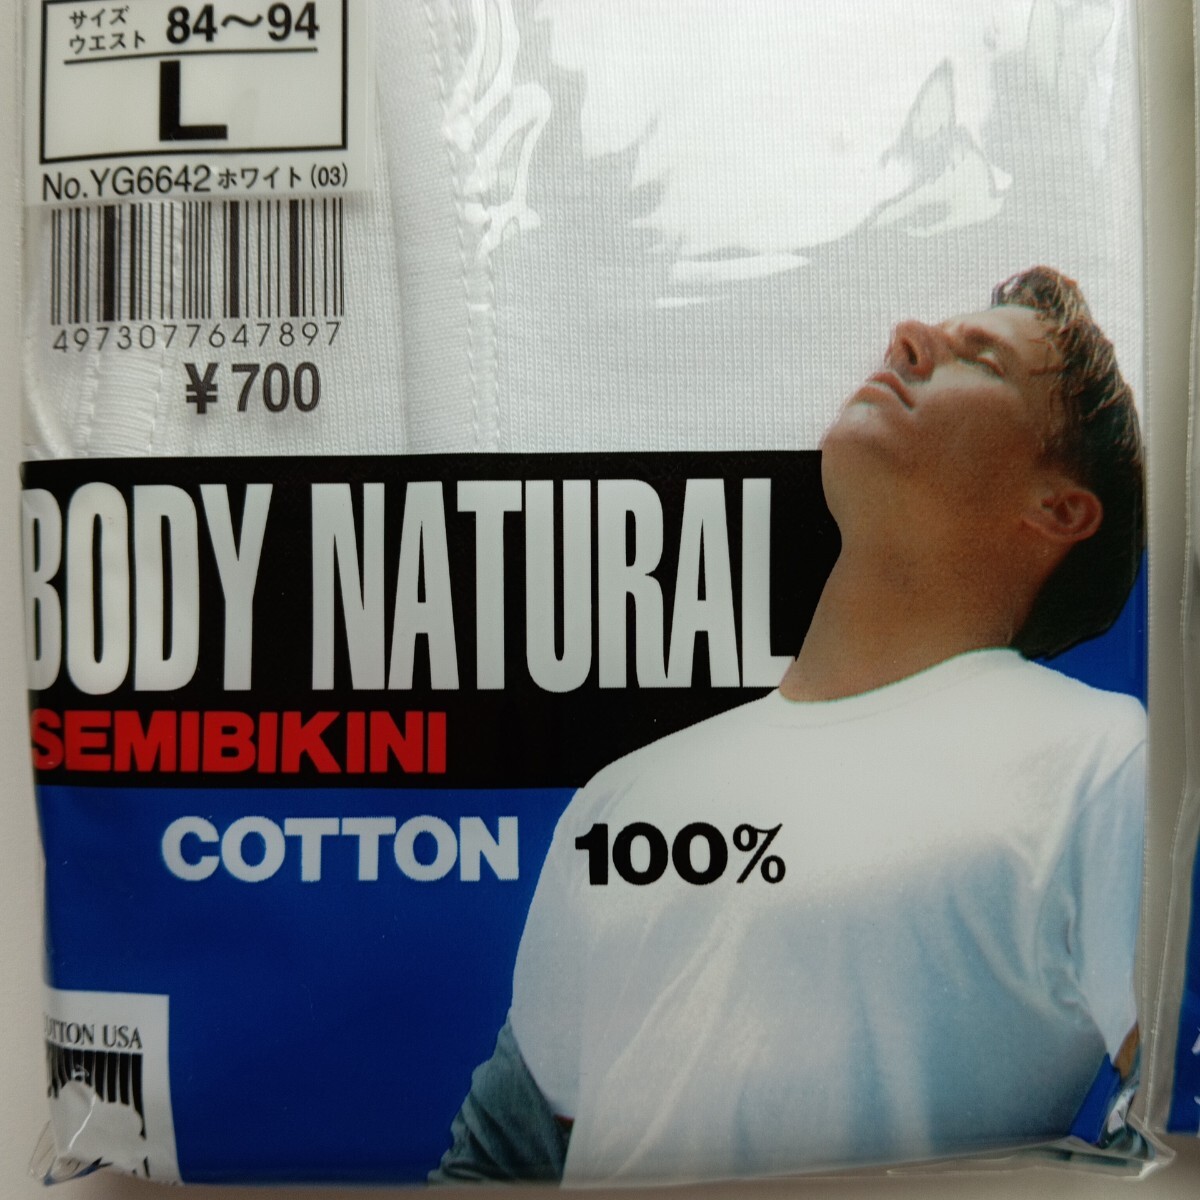 サイズ
ウエスト 84〜94
L
No.YG6642 ホワイト(03)
4973077647897
¥700
BODY NATURAL
SEMIBIKINI
COTTON 100%
COTTON USA